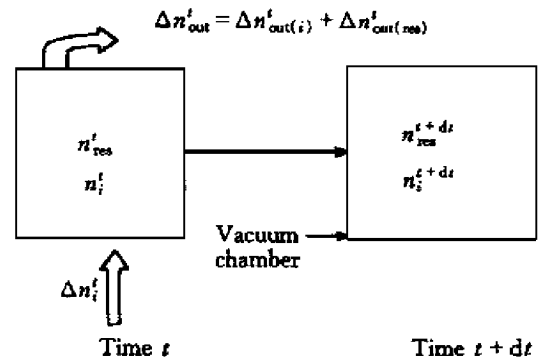 Δn^t_out = Δn^t_out(i) + Δn^t_out(res)
n^t_res
n^t_i
n^{t + dt}_res
n^{t + dt}_i
Vacuum
chamber
Δn^t_i
Time t
Time t + dt